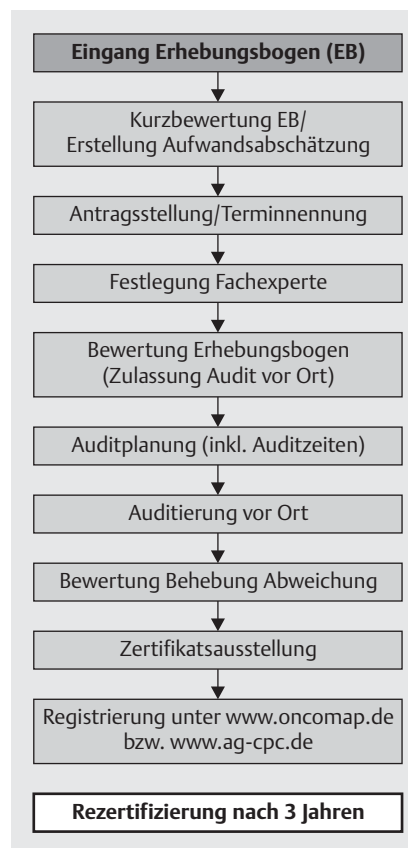 Eingang Erhebungsbogen (EB)
Kurzbewertung EB/
Erstellung Aufwandsabschätzung
Antragsstellung/Terminnennung
Festlegung Fachexperte
Bewertung Erhebungsbogen
(Zulassung Audit vor Ort)
Auditplanung (inkl. Auditzeiten)
Auditierung vor Ort
Bewertung Behebung Abweichung
Zertifikatsausstellung
Registrierung unter www.oncomap.de
bzw. www.ag-cpc.de
Rezertifizierung nach 3 Jahren